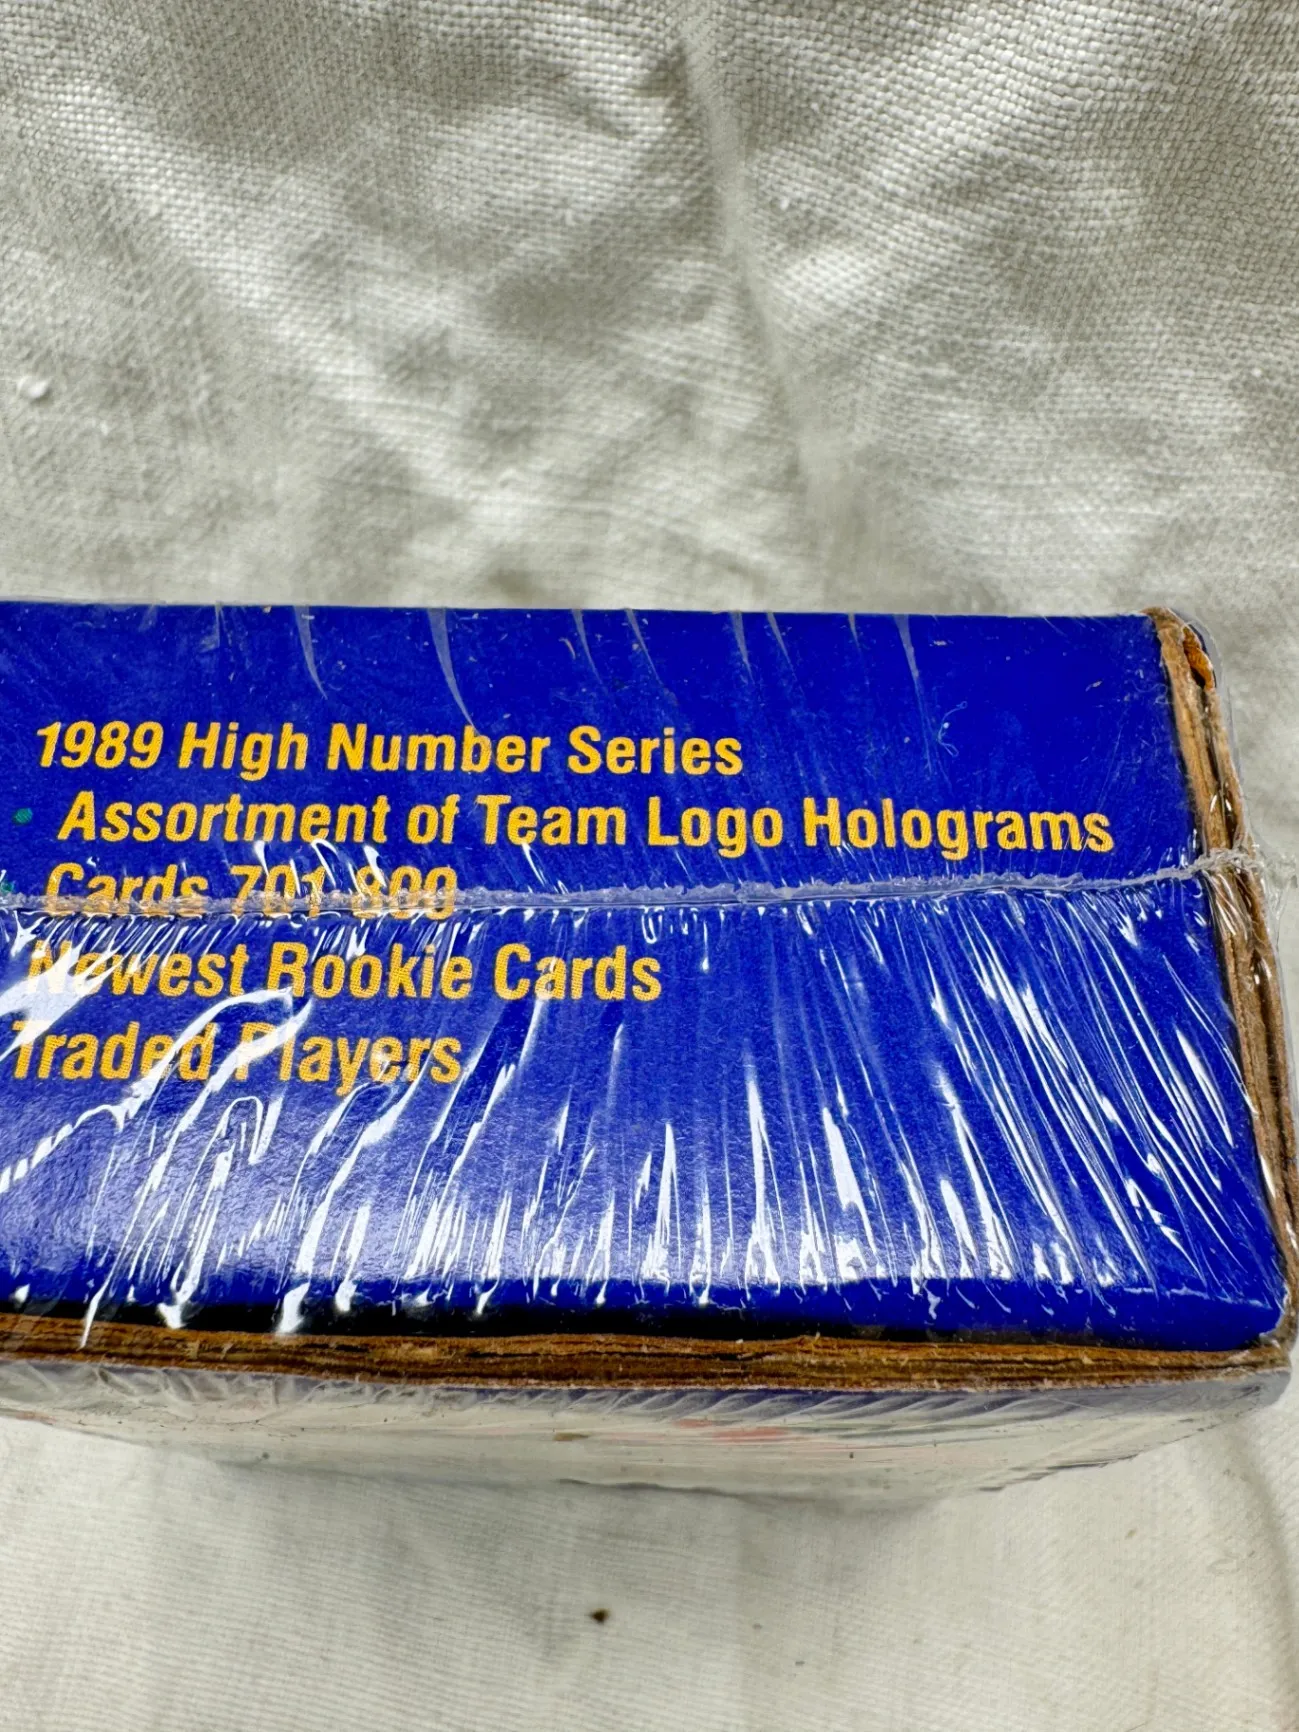 1989 High Number Series
Assortment of Team Logo Holograms
Cards 701-800
Newest Rookie Cards
Traded Players